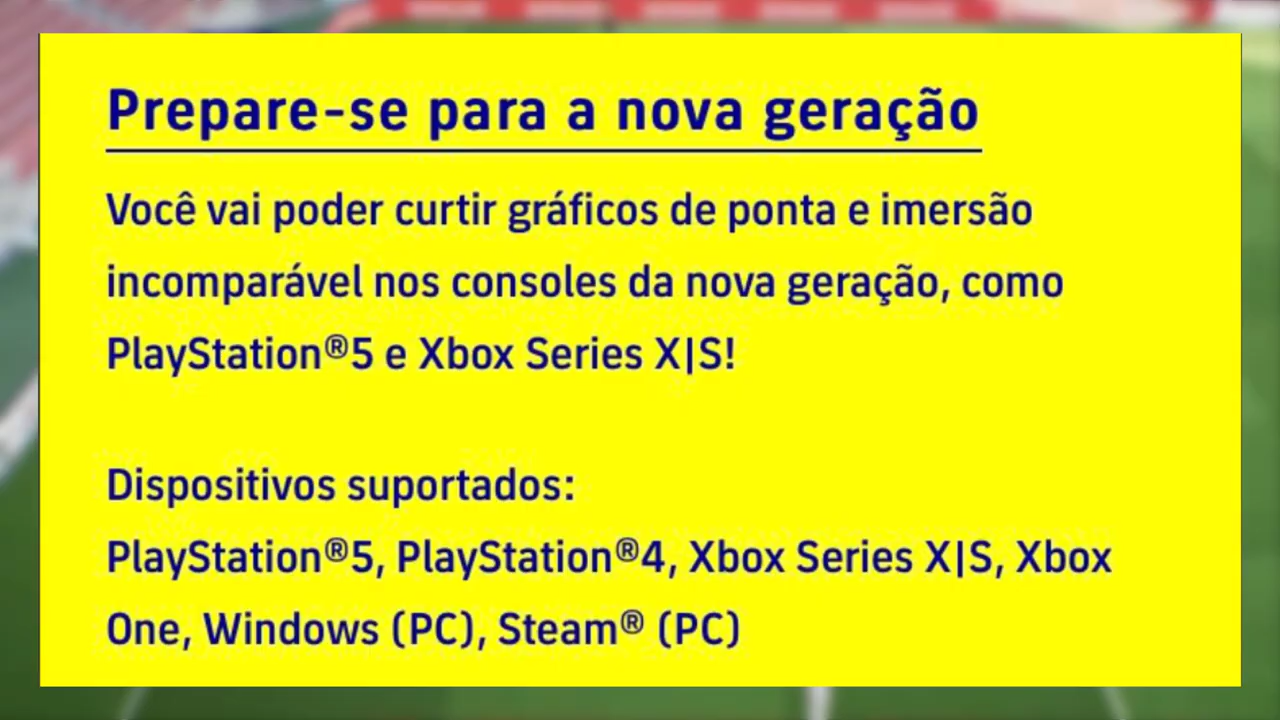 Prepare-se para a nova geração
Você vai poder curtir gráficos de ponta e imersão
incomparável nos consoles da nova geração, como
PlayStation®5 e Xbox Series X|S!
Dispositivos suportados:
PlayStation®5, PlayStation®4, Xbox Series X|S, Xbox
One, Windows (PC), Steam® (PC)